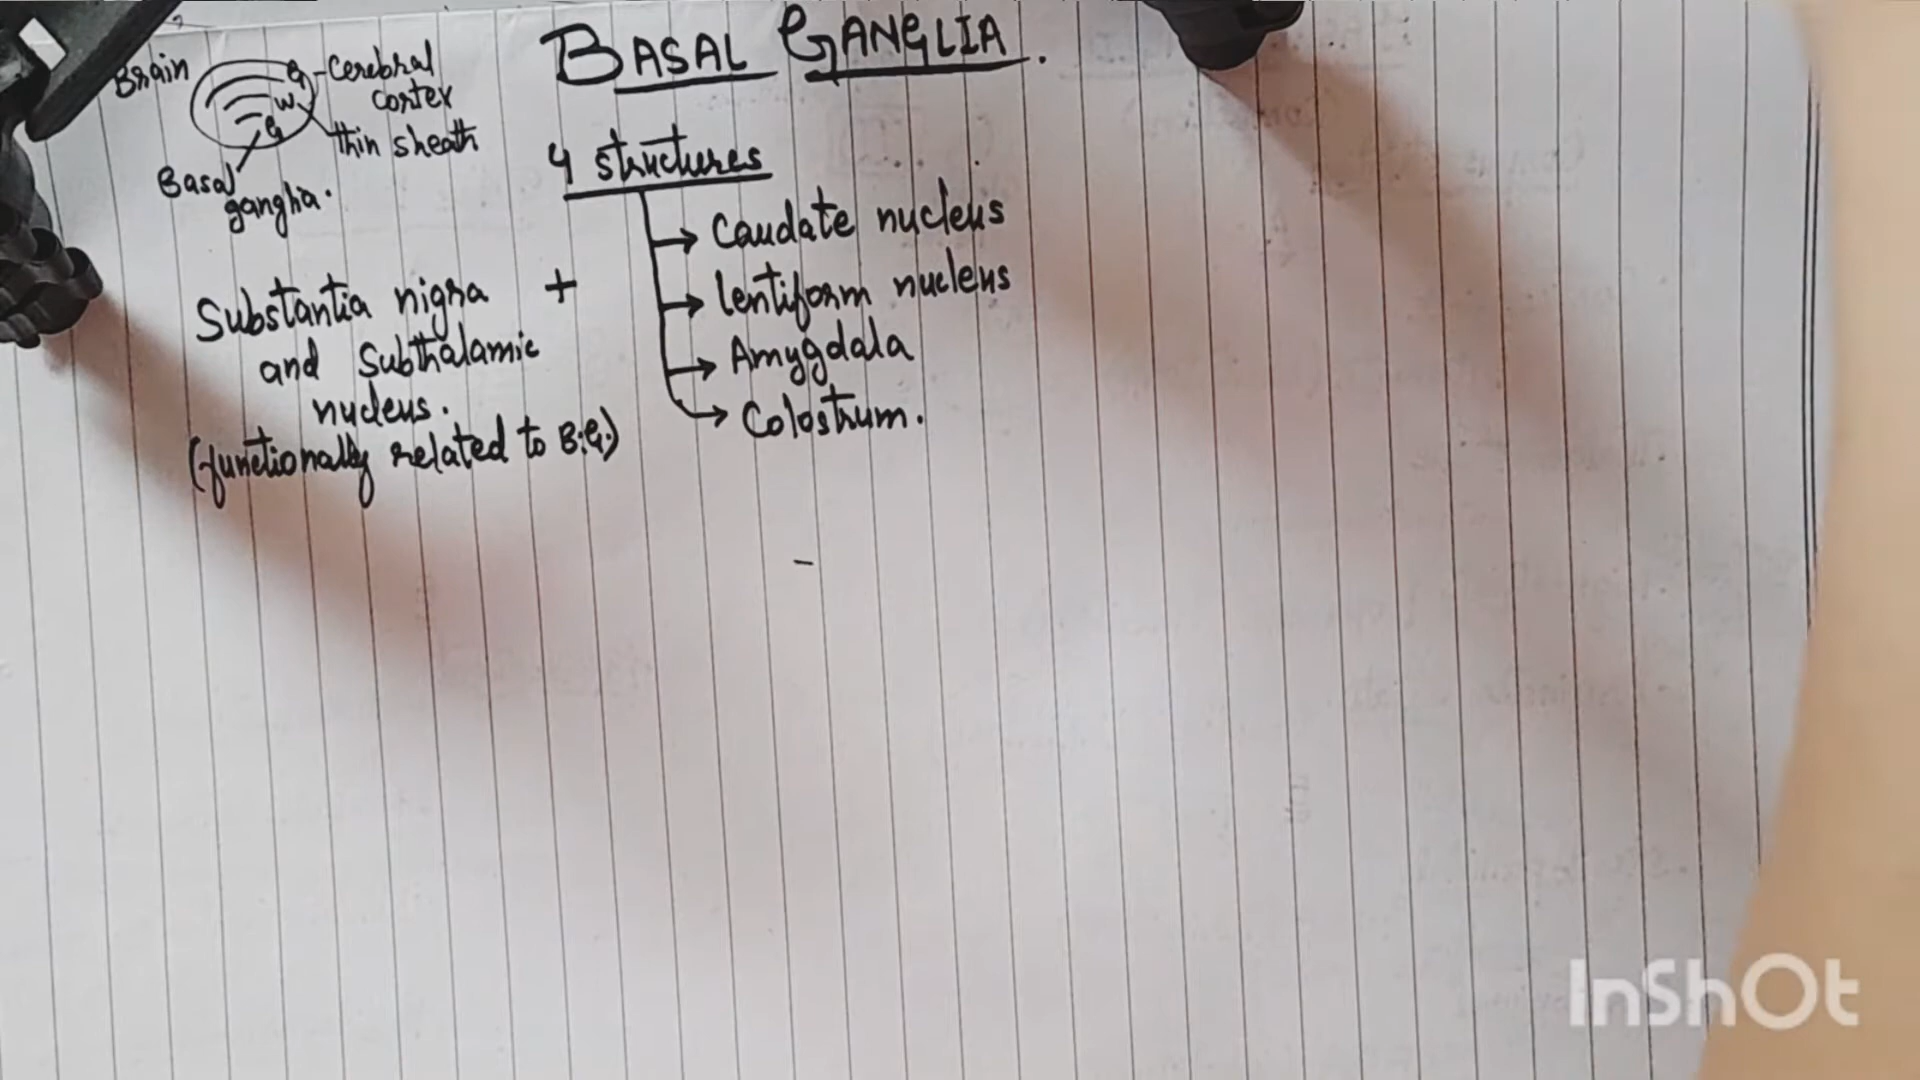 BASAL GANGLIA.
Brain
G - Cerebral
cortex
W
thin sheath
G
Basal
ganglia.
4 structures
→ Caudate nucleus
→ lentiform nucleus
→ Amygdala
→ Colostrum.
Substantia nigra +
and Subthalamic
nucleus.
(functionally related to B.G.)
InShOt